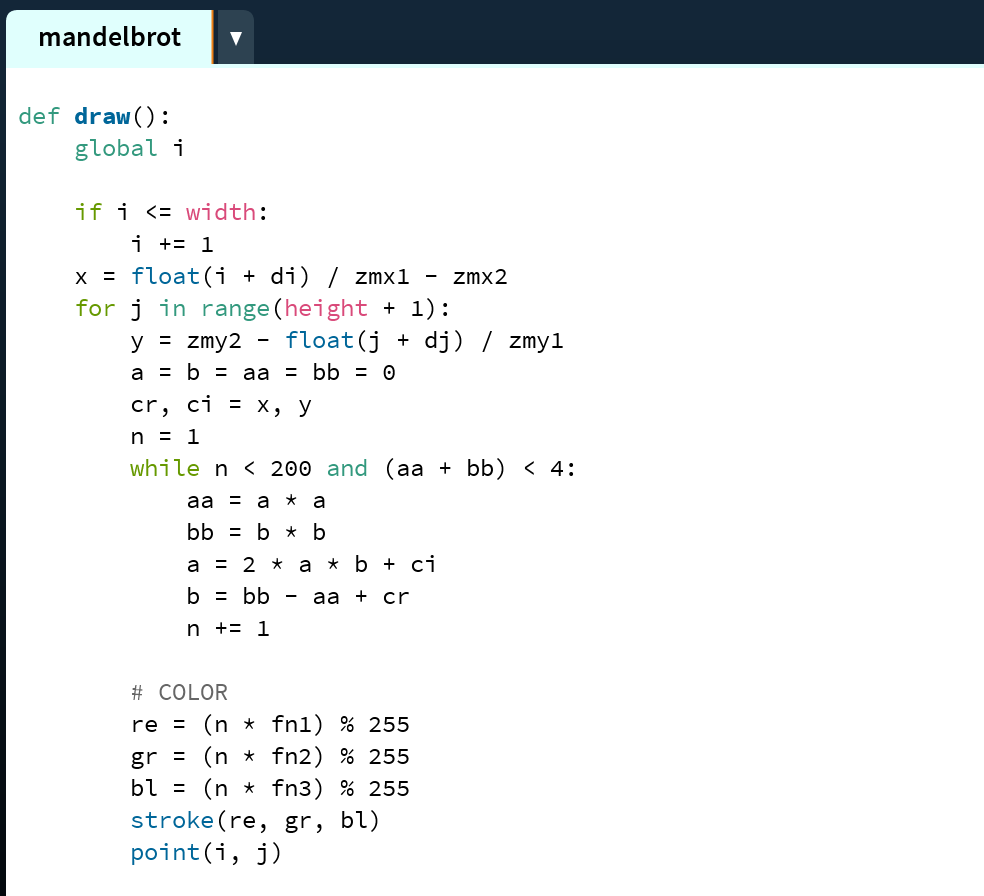 mandelbrot ▼
def draw():
    global i

    if i <= width:
        i += 1
    x = float(i + di) / zmx1 - zmx2
    for j in range(height + 1):
        y = zmy2 - float(j + dj) / zmy1
        a = b = aa = bb = 0
        cr, ci = x, y
        n = 1
        while n < 200 and (aa + bb) < 4:
            aa = a * a
            bb = b * b
            a = 2 * a * b + ci
            b = bb - aa + cr
            n += 1

        # COLOR
        re = (n * fn1) % 255
        gr = (n * fn2) % 255
        bl = (n * fn3) % 255
        stroke(re, gr, bl)
        point(i, j)